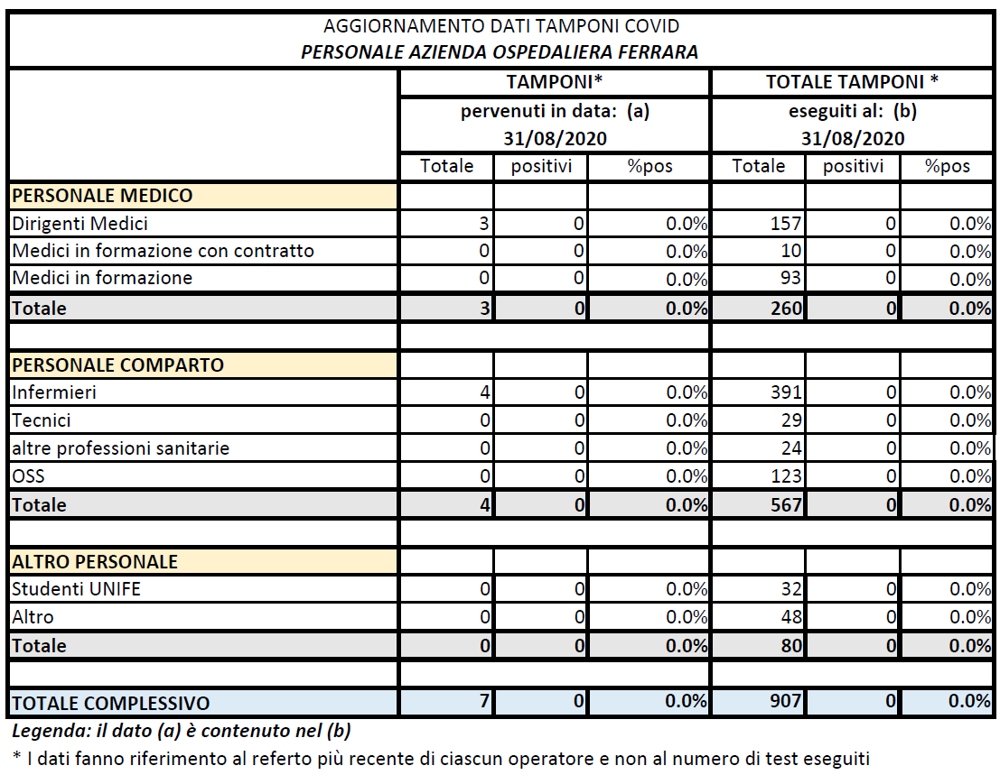 AGGIORNAMENTO DATI TAMPONI COVID
PERSONALE AZIENDA OSPEDALIERA FERRARA
TAMPONI* TOTALE TAMPONI *
pervenuti in data: (a) eseguiti al: (b)
31/08/2020 31/08/2020
Totale positivi %pos Totale positivi %pos
PERSONALE MEDICO
Dirigenti Medici 3 0 0.0% 157 0 0.0%
Medici in formazione con contratto 0 0 0.0% 10 0 0.0%
Medici in formazione 0 0 0.0% 93 0 0.0%
Totale 3 0 0.0% 260 0 0.0%
PERSONALE COMPARTO
Infermieri 4 0 0.0% 391 0 0.0%
Tecnici 0 0 0.0% 29 0 0.0%
altre professioni sanitarie 0 0 0.0% 24 0 0.0%
OSS 0 0 0.0% 123 0 0.0%
Totale 4 0 0.0% 567 0 0.0%
ALTRO PERSONALE
Studenti UNIFE 0 0 0.0% 32 0 0.0%
Altro 0 0 0.0% 48 0 0.0%
Totale 0 0 0.0% 80 0 0.0%
TOTALE COMPLESSIVO 7 0 0.0% 907 0 0.0%
Legenda: il dato (a) è contenuto nel (b)
* I dati fanno riferimento al referto più recente di ciascun operatore e non al numero di test eseguiti